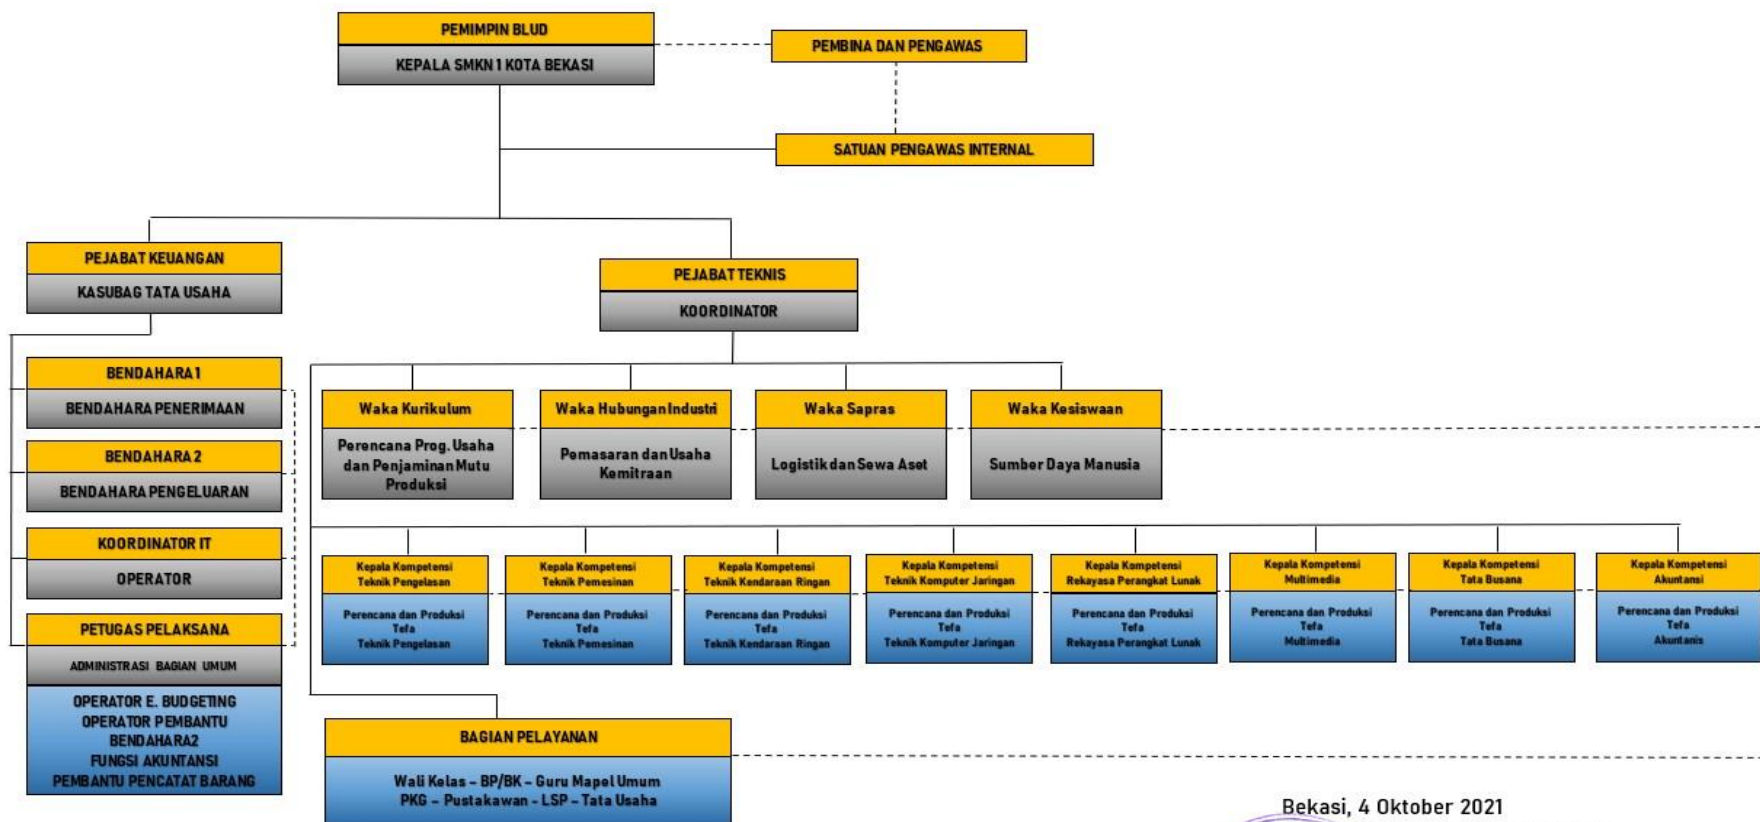 PEMIMPIN BLUD
KEPALA SMKN 1 KOTA BEKASI
PEMBINA DAN PENGAWAS
SATUAN PENGAWAS INTERNAL
PEJABAT KEUANGAN
KASUBAG TATA USAHA
PEJABAT TEKNIS
KOORDINATOR
BENDAHARA 1
BENDAHARA PENERIMAAN
BENDAHARA 2
BENDAHARA PENGELUARAN
KOORDINATOR IT
OPERATOR
PETUGAS PELAKSANA
ADMINISTRASI BAGIAN UMUM
OPERATOR E. BUDGETING
OPERATOR PEMBANTU
BENDAHARA2
FUNGSI AKUNTANSI
PEMBANTU PENCATAT BARANG
Waka Kurikulum
Perencana Prog. Usaha
dan Penjaminan Mutu
Produksi
Waka Hubungan Industri
Pemasaran dan Usaha
Kemitraan
Waka Sapras
Logistik dan Sewa Aset
Waka Kesiswaan
Sumber Daya Manusia
Kepala Kompetensi
Teknik Pengelasan
Perencana dan Produksi
Tefa
Teknik Pengelasan
Kepala Kompetensi
Teknik Pemesinan
Perencana dan Produksi
Tefa
Teknik Pemesinan
Kepala Kompetensi
Teknik Kendaraan Ringan
Perencana dan Produksi
Tefa
Teknik Kendaraan Ringan
Kepala Kompetensi
Teknik Komputer Jaringan
Perencana dan Produksi
Tefa
Teknik Komputer Jaringan
Kepala Kompetensi
Rekayasa Perangkat Lunak
Perencana dan Produksi
Tefa
Rekayasa Perangkat Lunak
Kepala Kompetensi
Multimedia
Perencana dan Produksi
Tefa
Multimedia
Kepala Kompetensi
Tata Busana
Perencana dan Produksi
Tefa
Tata Busana
Kepala Kompetensi
Akuntansi
Perencana dan Produksi
Tefa
Akuntanis
BAGIAN PELAYANAN
Wali Kelas – BP/BK – Guru Mapel Umum
PKG – Pustakawan - LSP – Tata Usaha
Bekasi, 4 Oktober 2021